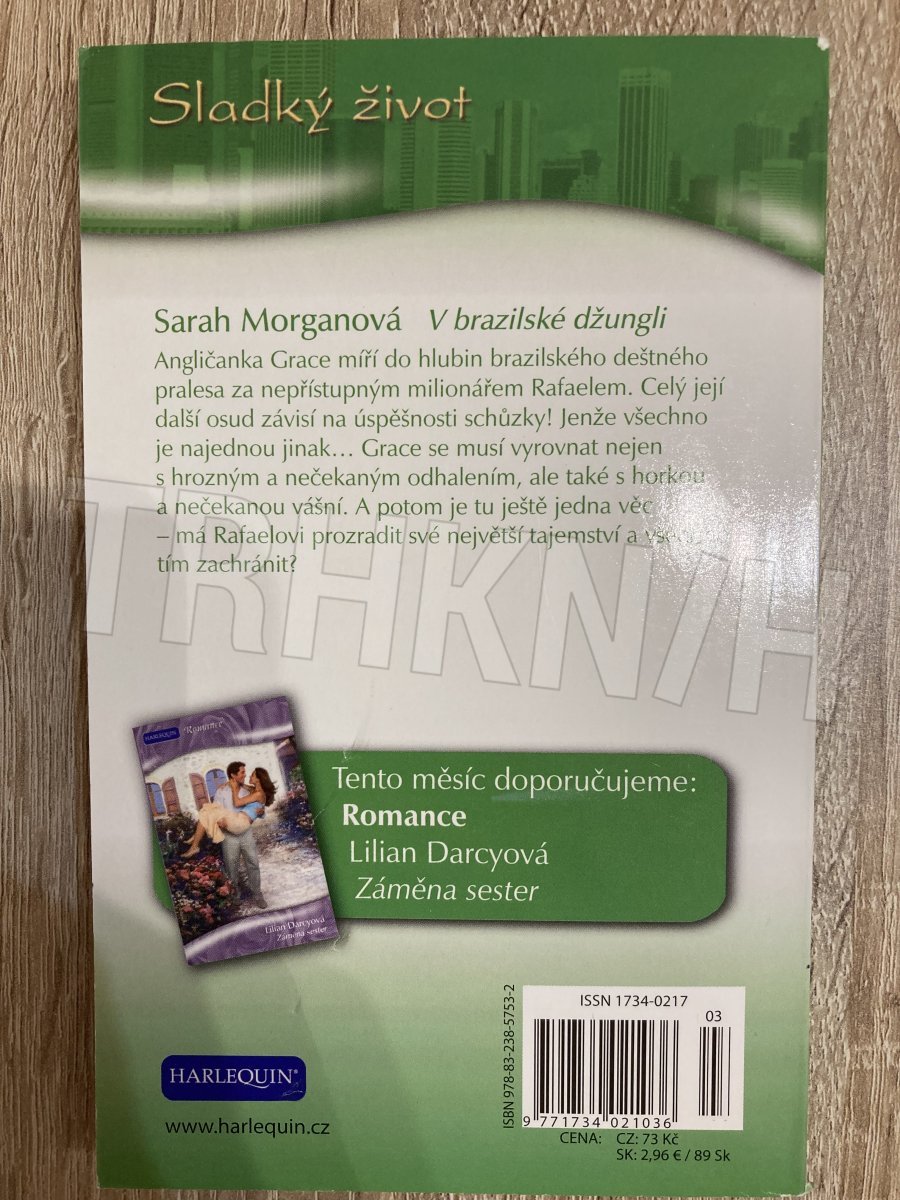 Sladký život
Sarah Morganová V brazilské džungli
Angličanka Grace míří do hlubin brazilského deštného
pralesa za nepřístupným milionářem Rafaelem. Celý její
další osud závisí na úspěšnosti schůzky! Jenže všechno
je najednou jinak… Grace se musí vyrovnat nejen
s hrozným a nečekaným odhalením, ale také s horkou
a nečekanou vášní. A potom je tu ještě jedna věc
– má Rafaelovi prozradit své největší tajemství a
tím zachránit?
TRHKNIH
HARLEQUIN "Romance"
Lilian Darcyová
Záměna sester
Tento měsíc doporučujeme:
Romance
Lilian Darcyová
Záměna sester
HARLEQUIN®
www.harlequin.cz
ISBN 978-83-238-5753-2
ISSN 1734-0217
03
9 771734 021036
CENA: CZ: 73 Kč
SK: 2,96 € / 89 Sk